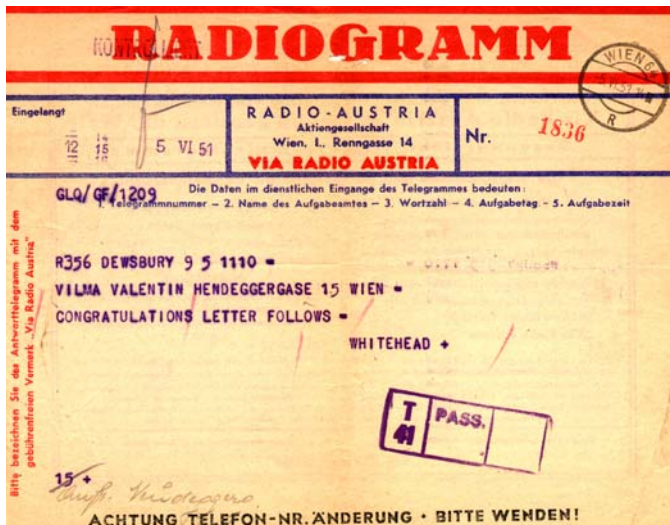 RADIOGRAMM
WIEN 64
R
Eingelangt
12 15
5 VI 51
RADIO-AUSTRIA
Aktiengesellschaft
Wien, I., Renngasse 14
VIA RADIO AUSTRIA
Nr. 1836
GLQ/GF/1209
Die Daten im dienstlichen Eingange des Telegrammes bedeuten:
1. Telegrammnummer – 2. Name des Aufgabeamtes – 3. Wortzahl – 4. Aufgabetag – 5. Aufgabezeit
Bitte bezeichnen Sie das Antworttelegramm mit dem
gebührenfreien Vermerk „Via Radio Austria"
R356 DEWSBURY 9 5 1110 =
VILMA VALENTIN HENDEGGERGASE 15 WIEN =
CONGRATULATIONS LETTER FOLLOWS =
WHITEHEAD +
T
41
PASS.
15 +
ACHTUNG TELEFON-NR. ÄNDERUNG · BITTE WENDEN!